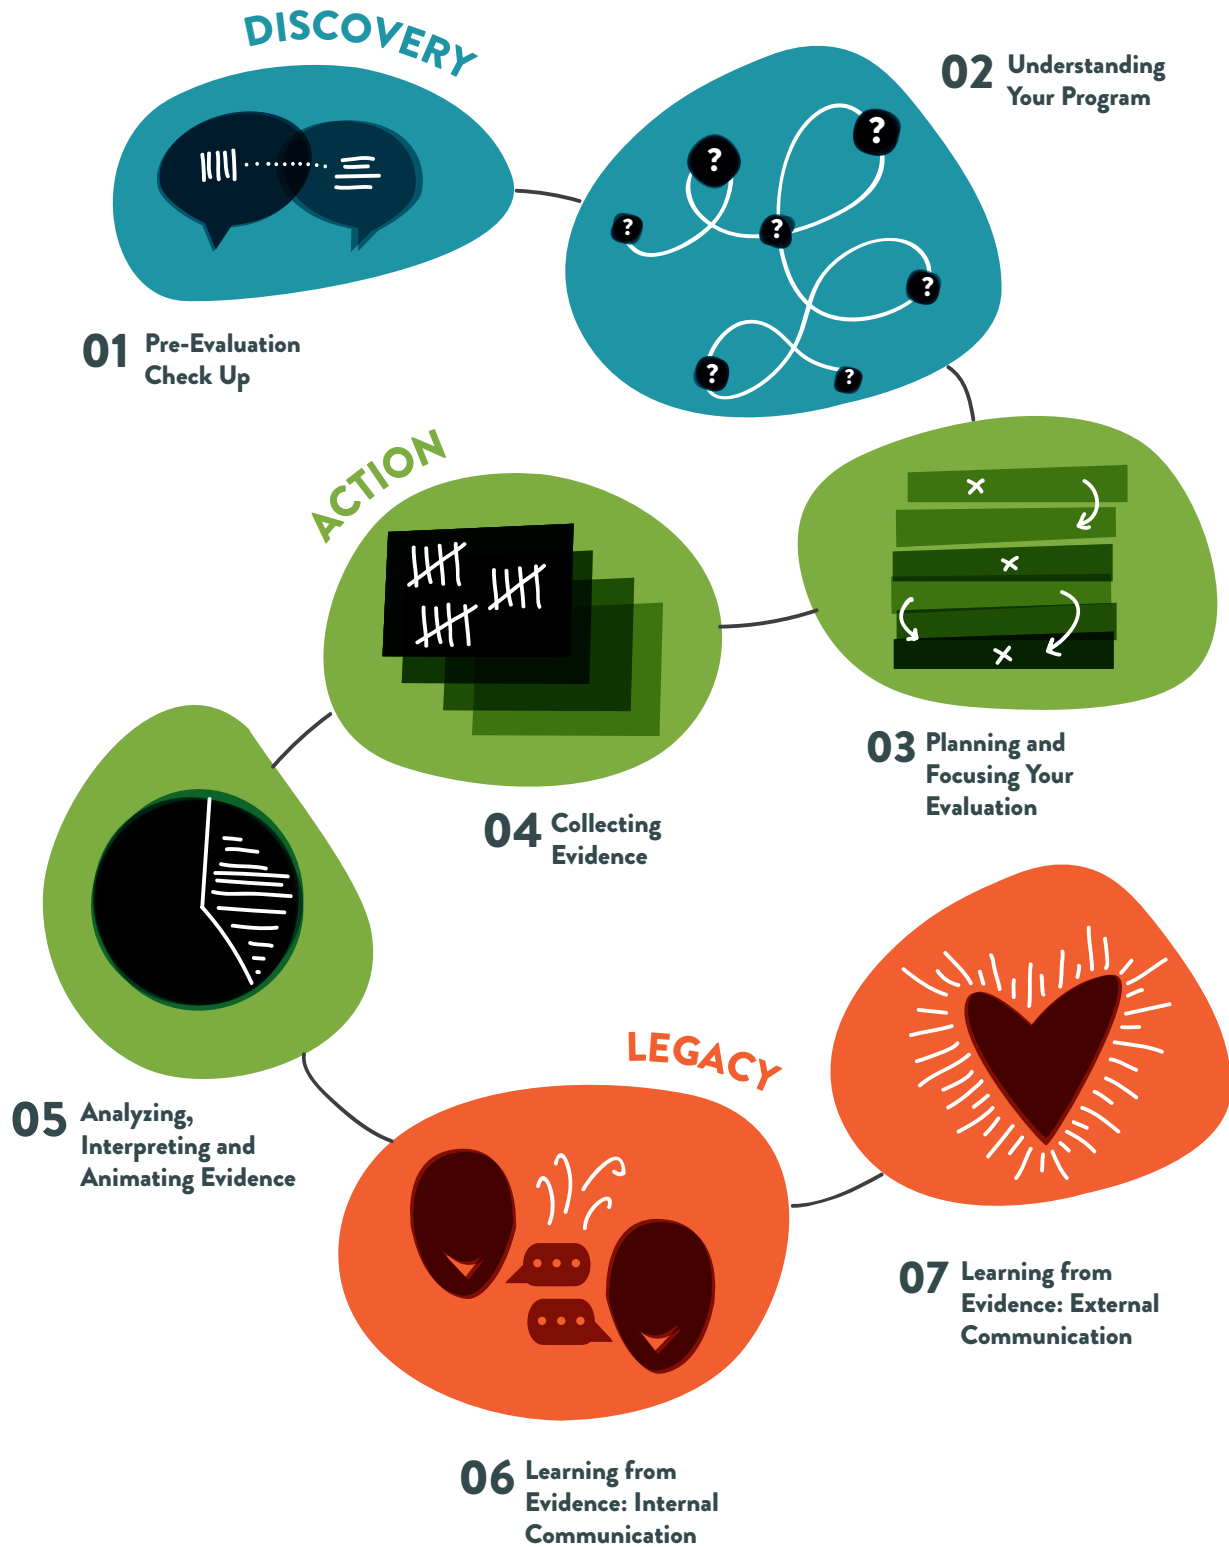 DISCOVERY
01 Pre-Evaluation
Check Up
02 Understanding
Your Program
?
?
?
?
?
?
?
03 Planning and
Focusing Your
Evaluation
ACTION
04 Collecting
Evidence
05 Analyzing,
Interpreting and
Animating Evidence
LEGACY
06 Learning from
Evidence: Internal
Communication
07 Learning from
Evidence: External
Communication